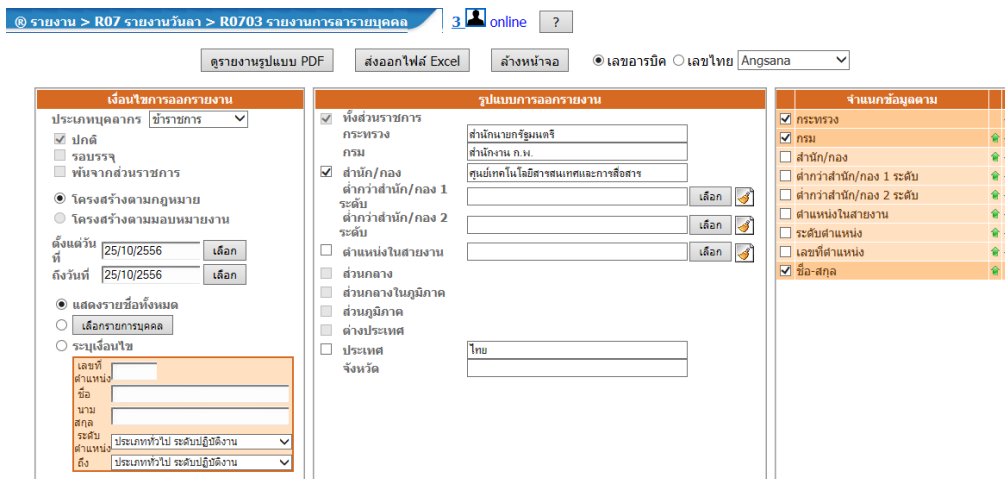 ® รายงาน > R07 รายงานวันลา > R0703 รายงานการลารายบุคคล 3 online ?
ดูรายงานรูปแบบ PDF ส่งออกไฟล์ Excel ล้างหน้าจอ เลขอารบิค เลขไทย Angsana
เงื่อนไขการออกรายงาน
ประเภทบุคลากร ข้าราชการ
ปกติ
รอบรรจุ
พ้นจากส่วนราชการ
โครงสร้างตามกฎหมาย
โครงสร้างตามมอบหมายงาน
ตั้งแต่วันที่ 25/10/2556 เลือก
ถึงวันที่ 25/10/2556 เลือก
แสดงรายชื่อทั้งหมด
เลือกรายการบุคคล
ระบุเงื่อนไข
เลขที่
ตำแหน่ง
ชื่อ
นาม
สกุล
ระดับ
ตำแหน่ง ประเภททั่วไป ระดับปฏิบัติงาน
ถึง ประเภททั่วไป ระดับปฏิบัติงาน
รูปแบบการออกรายงาน
ทั้งส่วนราชการ
กระทรวง สำนักนายกรัฐมนตรี
กรม สำนักงาน ก.พ.
สำนัก/กอง ศูนย์เทคโนโลยีสารสนเทศและการสื่อสาร
ต่ำกว่าสำนัก/กอง 1
ระดับ เลือก
ต่ำกว่าสำนัก/กอง 2
ระดับ เลือก
ตำแหน่งในสายงาน เลือก
ส่วนกลาง
ส่วนกลางในภูมิภาค
ส่วนภูมิภาค
ต่างประเทศ
ประเทศ ไทย
จังหวัด
จำแนกข้อมูลตาม
กระทรวง
กรม
สำนัก/กอง
ต่ำกว่าสำนัก/กอง 1 ระดับ
ต่ำกว่าสำนัก/กอง 2 ระดับ
ตำแหน่งในสายงาน
ระดับตำแหน่ง
เลขที่ตำแหน่ง
ชื่อ-สกุล